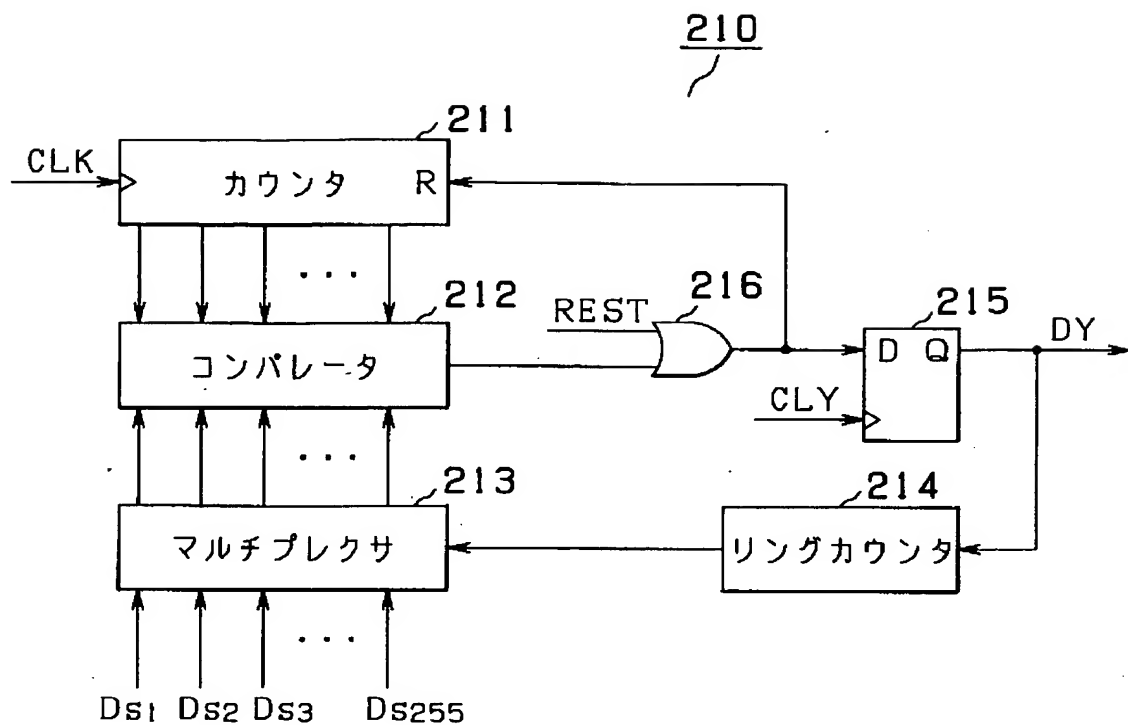 210
211
CLK
カウンタ R
...
212
REST
216
215
DY
コンパレータ
D Q
CLY
...
213
214
マルチプレクサ
リングカウンタ
...
Ds1 Ds2 Ds3 Ds255